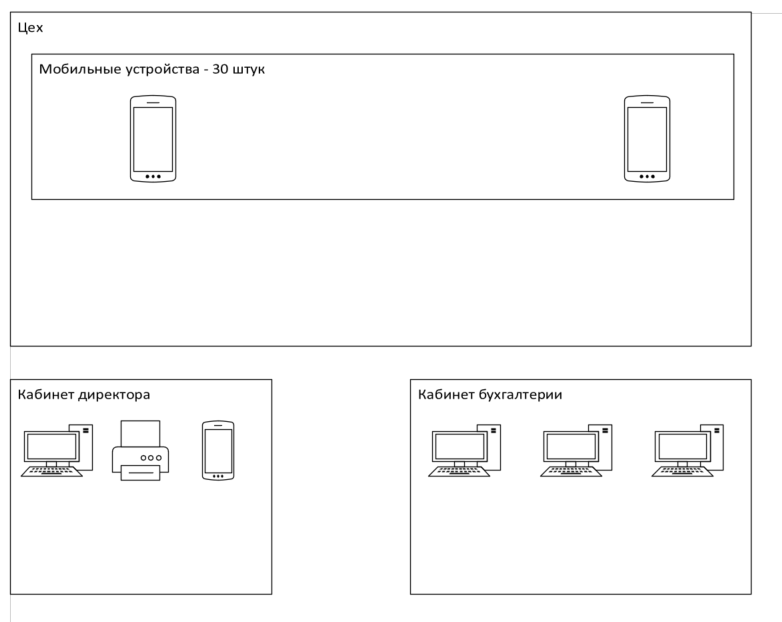 Цех
Мобильные устройства - 30 штук
Кабинет директора
Кабинет бухгалтерии